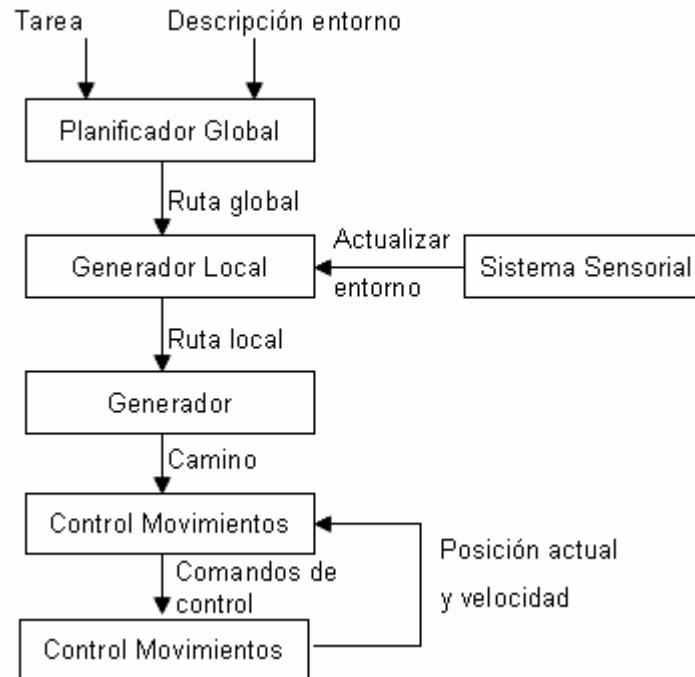 Tarea
Descripción entorno
Planificador Global
Ruta global
Actualizar
entorno
Generador Local
Sistema Sensorial
Ruta local
Generador
Camino
Control Movimientos
Comandos de
control
Posición actual
y velocidad
Control Movimientos